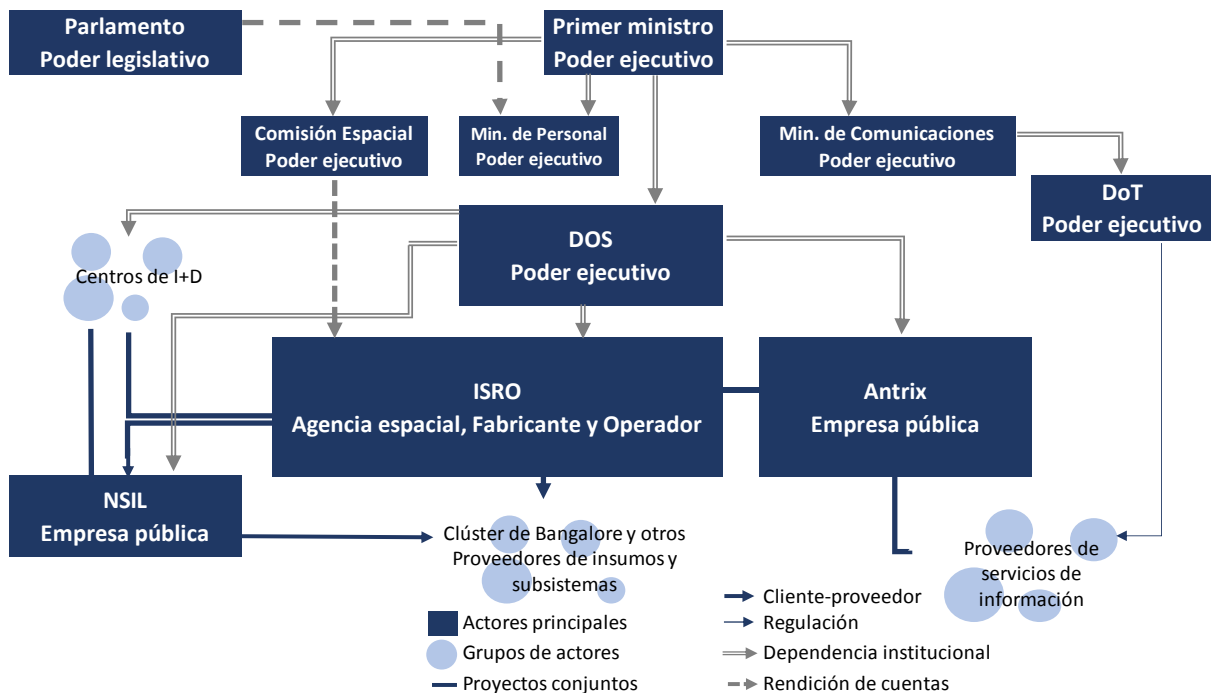 Parlamento
Poder legislativo
Primer ministro
Poder ejecutivo
Comisión Espacial
Poder ejecutivo
Min. de Personal
Poder ejecutivo
Min. de Comunicaciones
Poder ejecutivo
DoT
Poder ejecutivo
DOS
Poder ejecutivo
Centros de I+D
ISRO
Agencia espacial, Fabricante y Operador
Antrix
Empresa pública
NSIL
Empresa pública
Clúster de Bangalore y otros
Proveedores de insumos y
subsistemas
Proveedores de
servicios de
información
Actores principales
Grupos de actores
Proyectos conjuntos
Cliente-proveedor
Regulación
Dependencia institucional
Rendición de cuentas